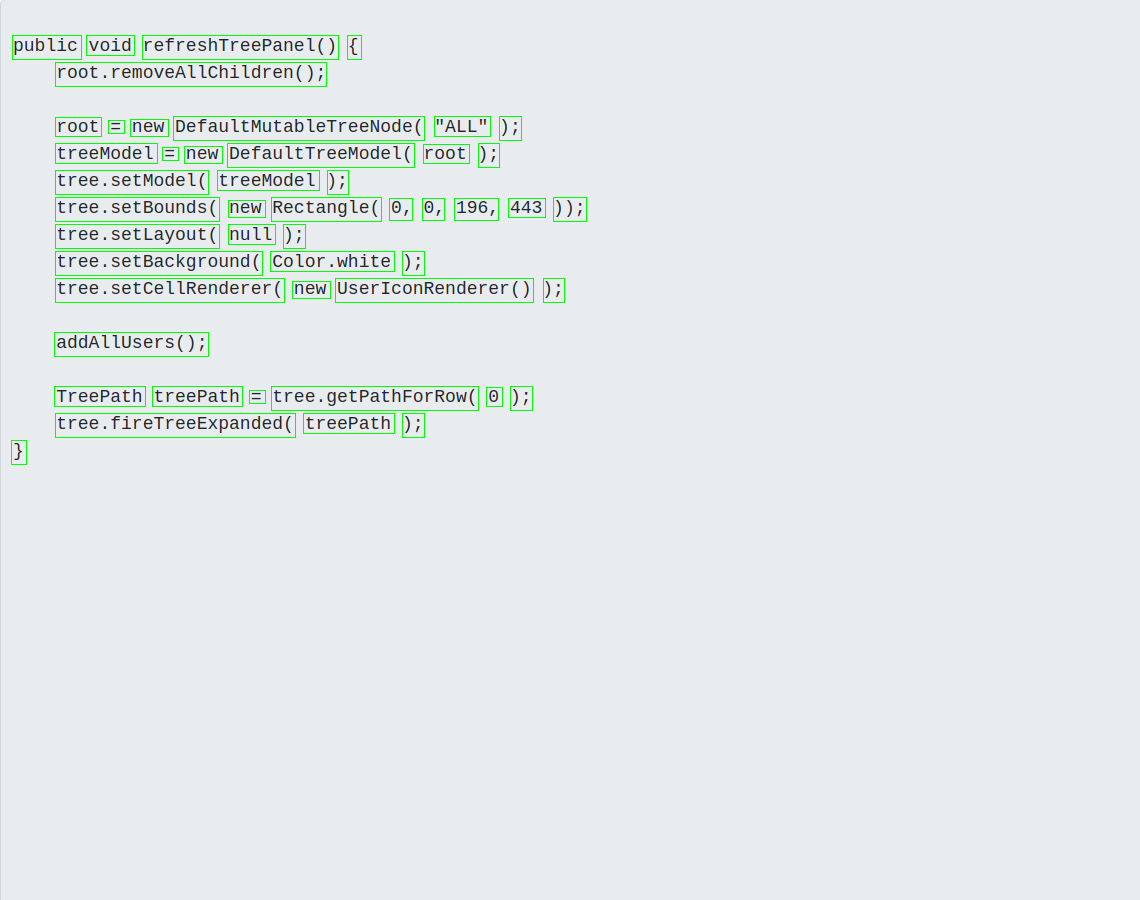 public void refreshTreePanel() {
root.removeAllChildren();
root = new DefaultMutableTreeNode( "ALL" );
treeModel = new DefaultTreeModel( root );
tree.setModel( treeModel );
tree.setBounds( new Rectangle( 0, 0, 196, 443 ));
tree.setLayout( null );
tree.setBackground( Color.white );
tree.setCellRenderer( new UserIconRenderer() );
addAllUsers();
TreePath treePath = tree.getPathForRow( 0 );
tree.fireTreeExpanded( treePath );
}